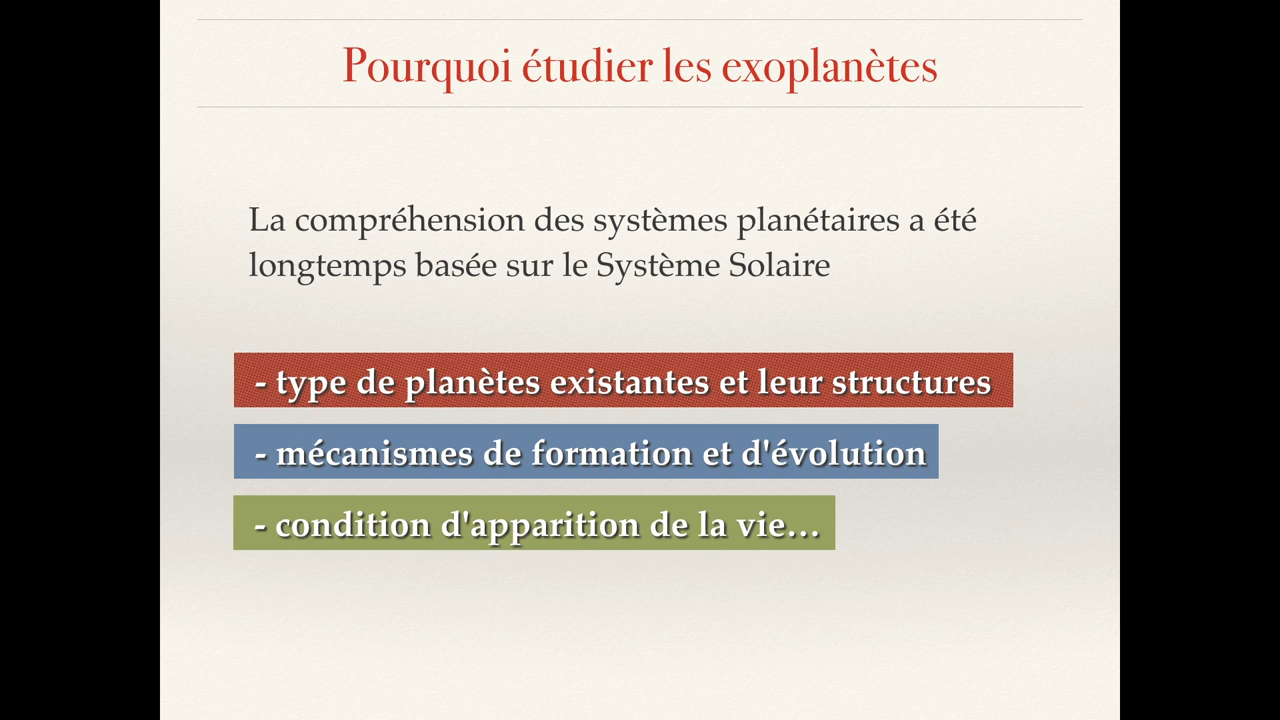 Pourquoi étudier les exoplanètes
La compréhension des systèmes planétaires a été
longtemps basée sur le Système Solaire
- type de planètes existantes et leur structures
- mécanismes de formation et d'évolution
- condition d'apparition de la vie…